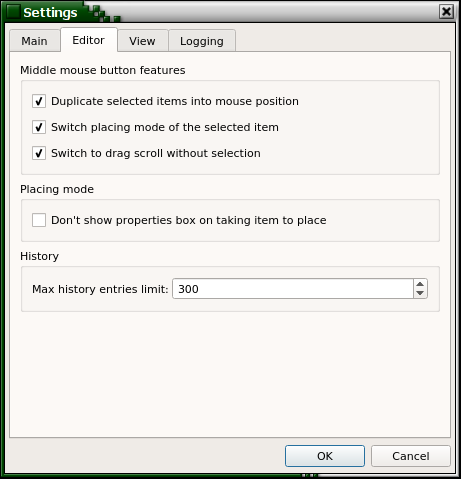 Settings
Main Editor View Logging
Middle mouse button features
Duplicate selected items into mouse position
Switch placing mode of the selected item
Switch to drag scroll without selection
Placing mode
Don't show properties box on taking item to place
History
Max history entries limit: 300
OK Cancel